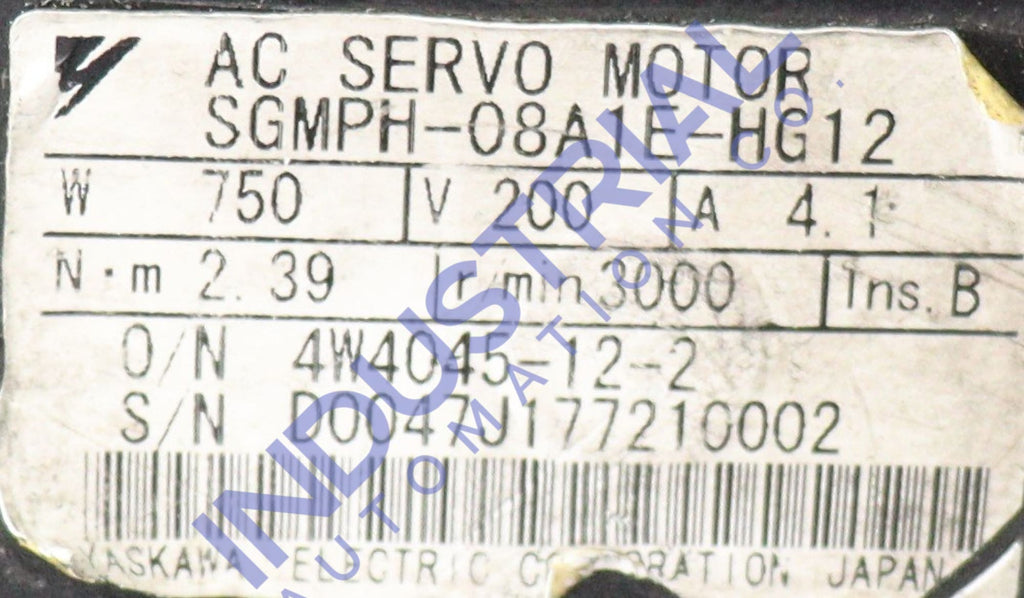 AC SERVO MOTOR
SGMPH-08A1E-HG12
W 750 V 200 A 4.1
N·m 2.39 r/min 3000 Ins. B
O/N 4W4045-12-2
S/N D0047J177210002
YASKAWA ELECTRIC CORPORATION JAPAN
INDUSTRIAL
AUTOMATION CO.